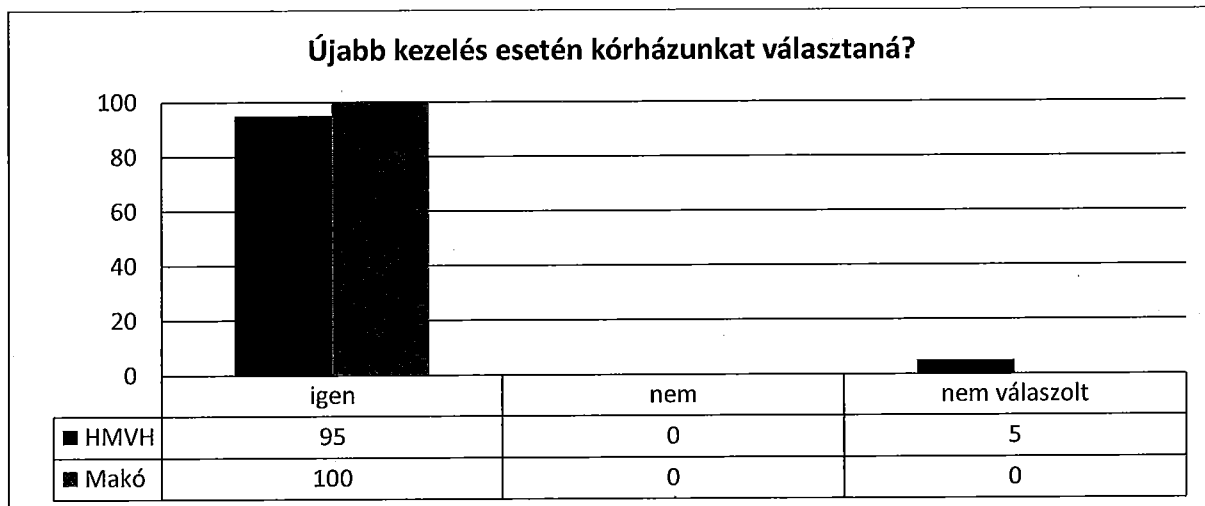 Újabb kezelés esetén kórházunkat választaná?
100
80
60
40
20
0
igen nem nem válaszolt
HMVH 95 0 5
Makó 100 0 0